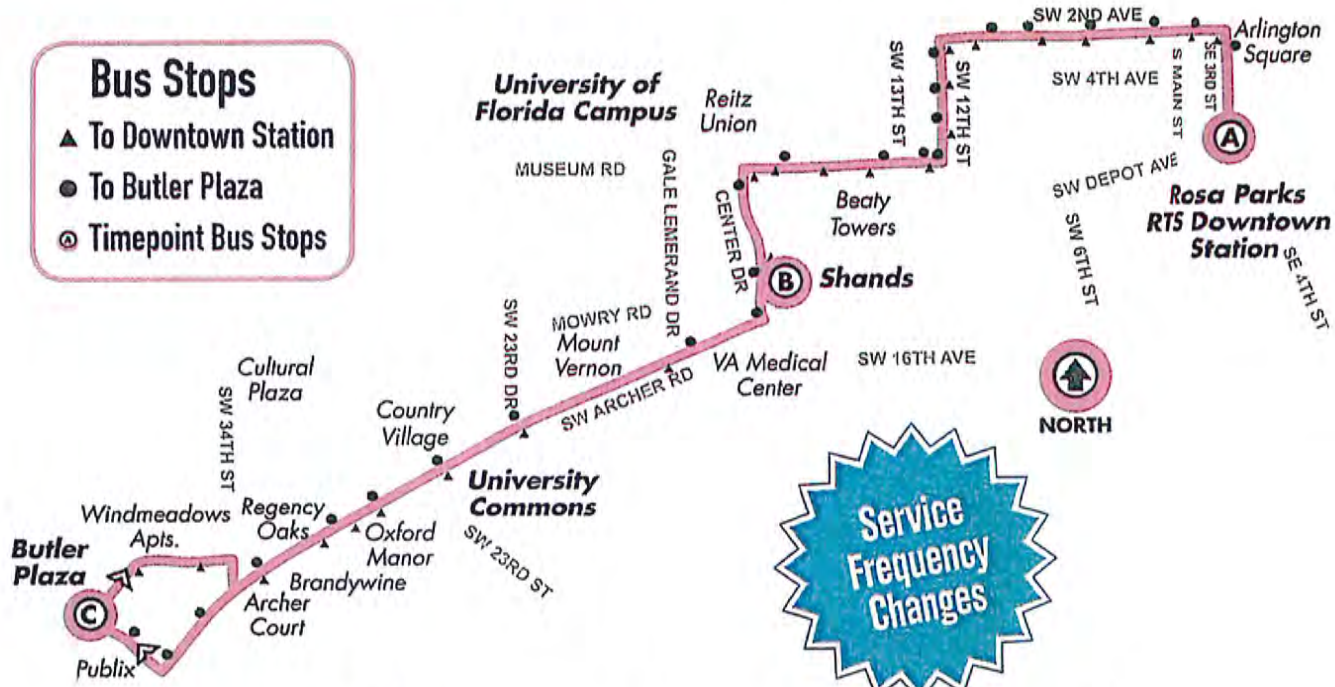 Bus Stops
To Downtown Station
To Butler Plaza
A Timepoint Bus Stops
University of
Florida Campus
Reitz
Union
MUSEUM RD
GALE LEMERAND DR
CENTER DR
SW 13TH ST
SW 12TH ST
SW 2ND AVE
SW 4TH AVE
S MAIN ST
SE 3RD ST
Arlington
Square
A
Rosa Parks
RTS Downtown
Station
SW DEPOT AVE
SW 6TH ST
SE 4TH ST
Beaty
Towers
B
Shands
MOWRY RD
Mount
Vernon
SW 23RD DR
SW ARCHER RD
VA Medical
Center
SW 16TH AVE
NORTH
Cultural
Plaza
SW 34TH ST
Country
Village
University
Commons
SW 23RD ST
Windmeadows
Apts.
Regency
Oaks
Oxford
Manor
Brandywine
Archer
Court
Butler
Plaza
C
Publix
Service
Frequency
Changes